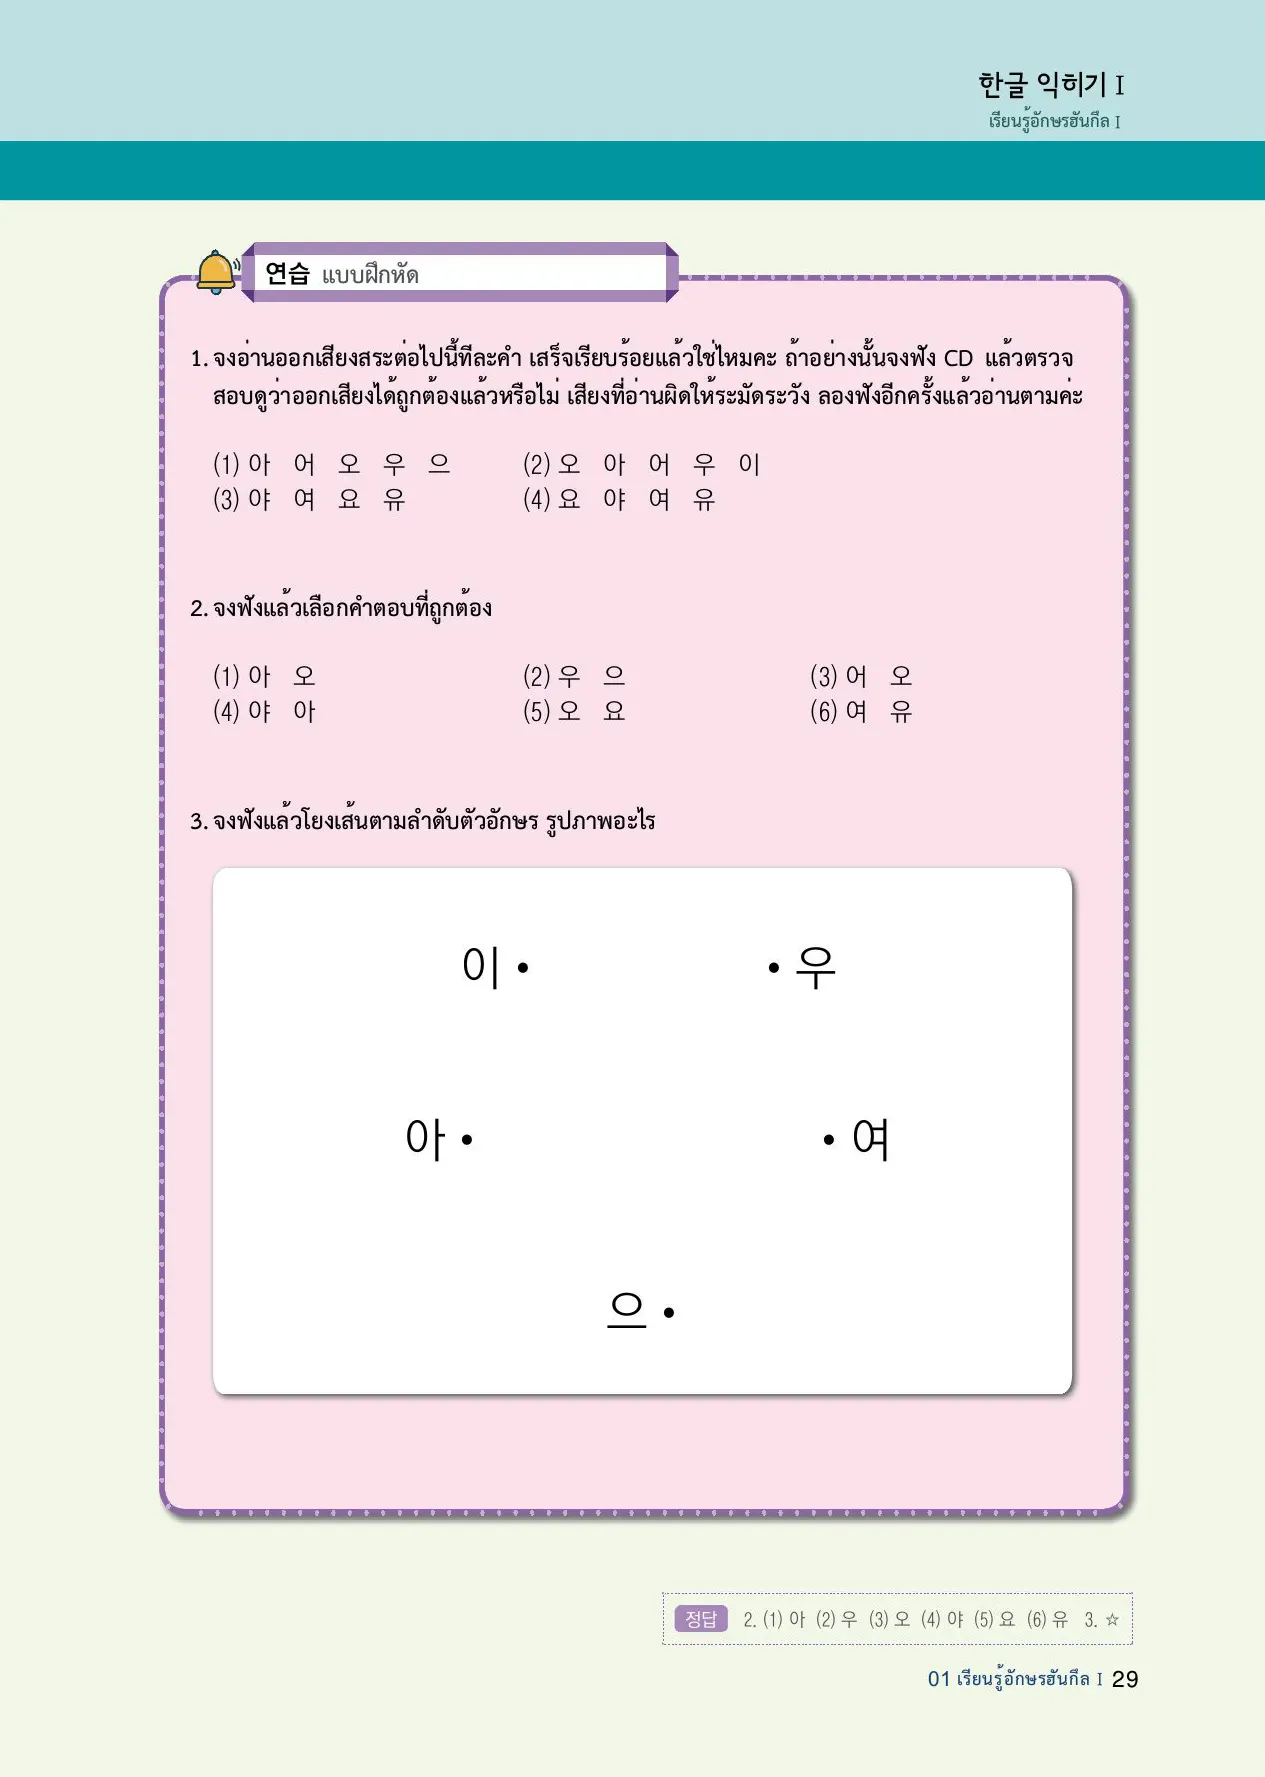 한글 익히기 I
เรียนรู้อักษรฮันกึล I
연습 แบบฝึกหัด
1. จงอ่านออกเสียงสระต่อไปนี้ทีละคำ เสร็จเรียบร้อยแล้วใช่ไหมคะ ถ้าอย่างนั้นจงฟัง CD แล้วตรวจ
สอบดูว่าออกเสียงได้ถูกต้องแล้วหรือไม่ เสียงที่อ่านผิดให้ระมัดระวัง ลองฟังอีกครั้งแล้วอ่านตามค่ะ
(1) 아 어 오 우 으 (2) 오 아 어 우 이
(3) 야 여 요 유 (4) 요 야 여 유
2. จงฟังแล้วเลือกคำตอบที่ถูกต้อง
(1) 아 오 (2) 우 으 (3) 어 오
(4) 야 아 (5) 오 요 (6) 여 유
3. จงฟังแล้วโยงเส้นตามลำดับตัวอักษร รูปภาพอะไร
이 • • 우
아 • • 여
으 •
정답 2. (1) 아 (2) 우 (3) 오 (4) 야 (5) 요 (6) 유 3. ☆
01 เรียนรู้อักษรฮันกึล I 29